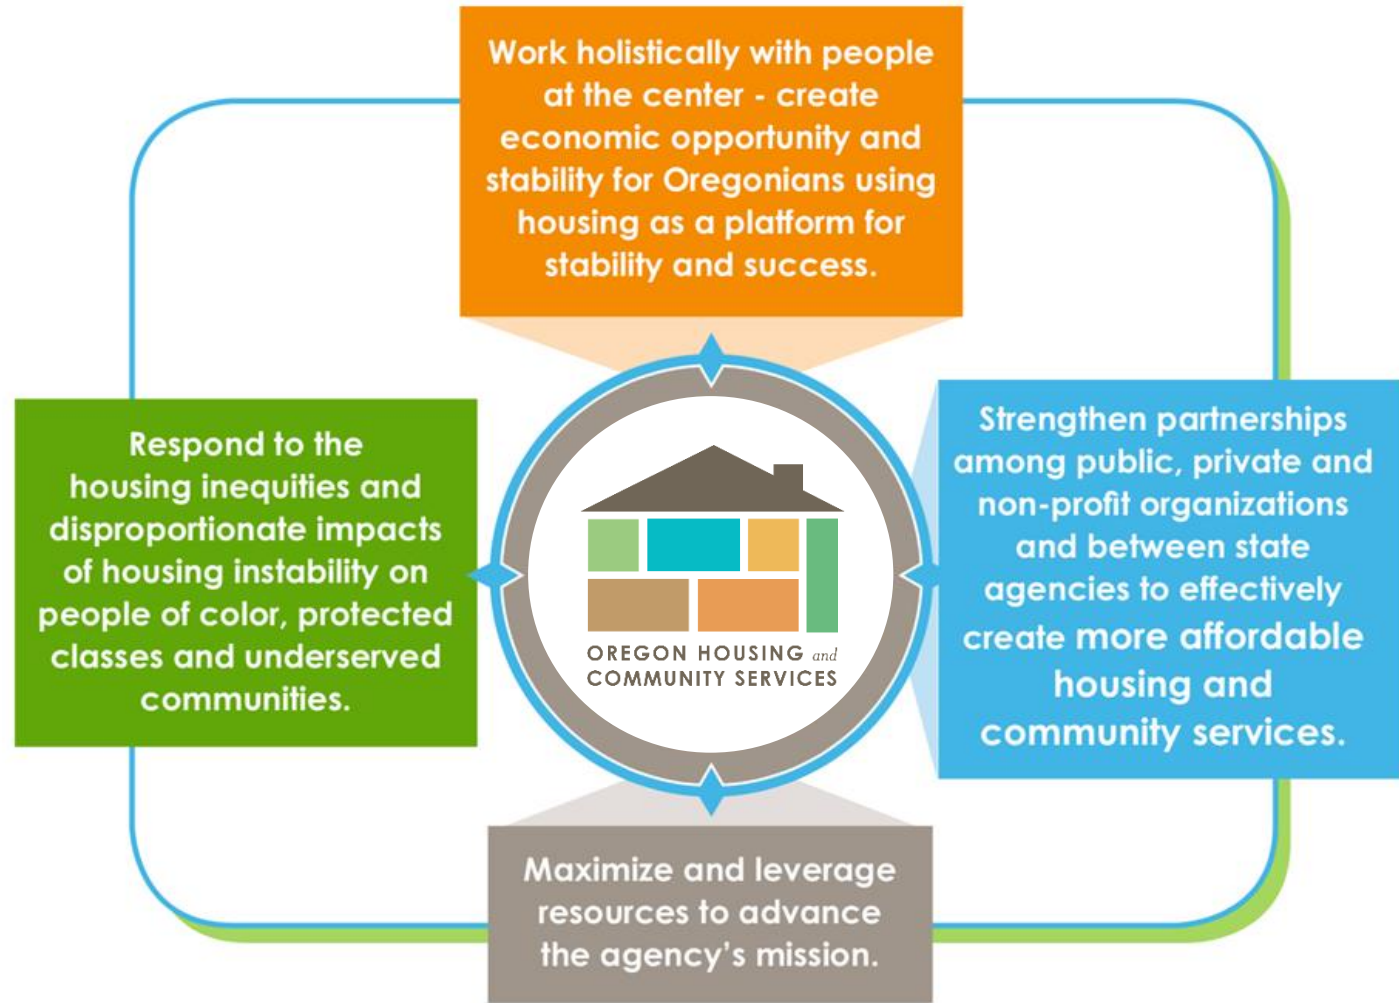 Work holistically with people
at the center - create
economic opportunity and
stability for Oregonians using
housing as a platform for
stability and success.
Respond to the
housing inequities and
disproportionate impacts
of housing instability on
people of color, protected
classes and underserved
communities.
OREGON HOUSING and
COMMUNITY SERVICES
Strengthen partnerships
among public, private and
non-profit organizations
and between state
agencies to effectively
create more affordable
housing and
community services.
Maximize and leverage
resources to advance
the agency's mission.